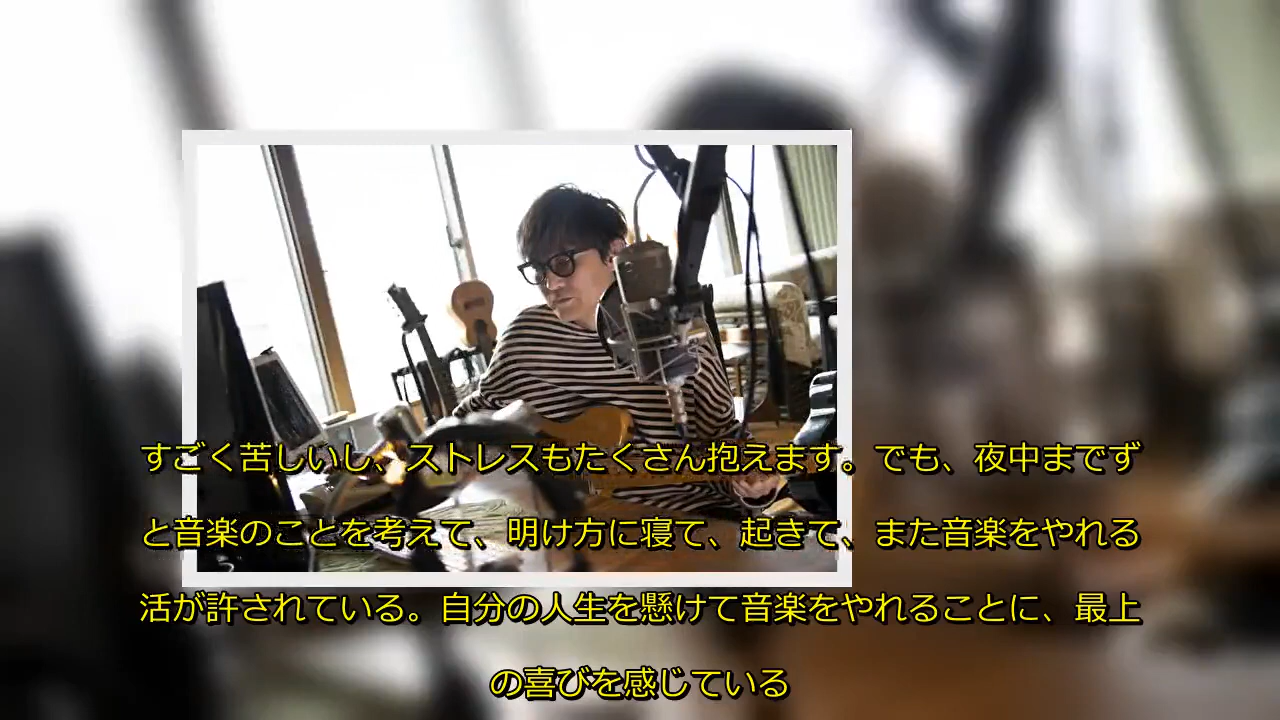 すごく苦しいし、ストレスもたくさん抱えます。でも、夜中までず
と音楽のことを考えて、明け方に寝て、起きて、また音楽をやれる
活が許されている。自分の人生を懸けて音楽をやれることに、最上
の喜びを感じている